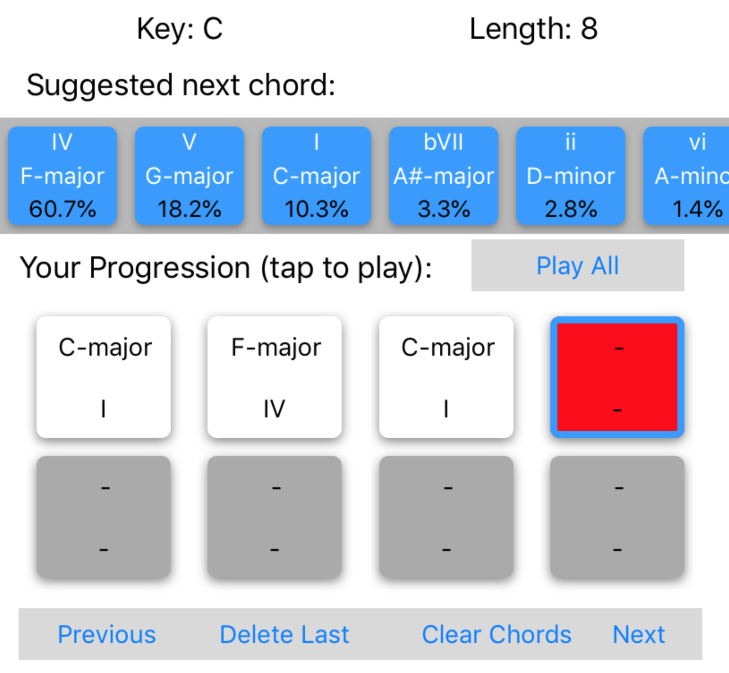 Key: C Length: 8
Suggested next chord:
IV V I bVII ii vi
F-major G-major C-major A#-major D-minor
60.7% 18.2% 10.3% 3.3% 2.8% 1.4%
Your Progression (tap to play): Play All
C-major F-major C-major -
I IV I -
- - - -
- - - -
Previous Delete Last Clear Chords Next